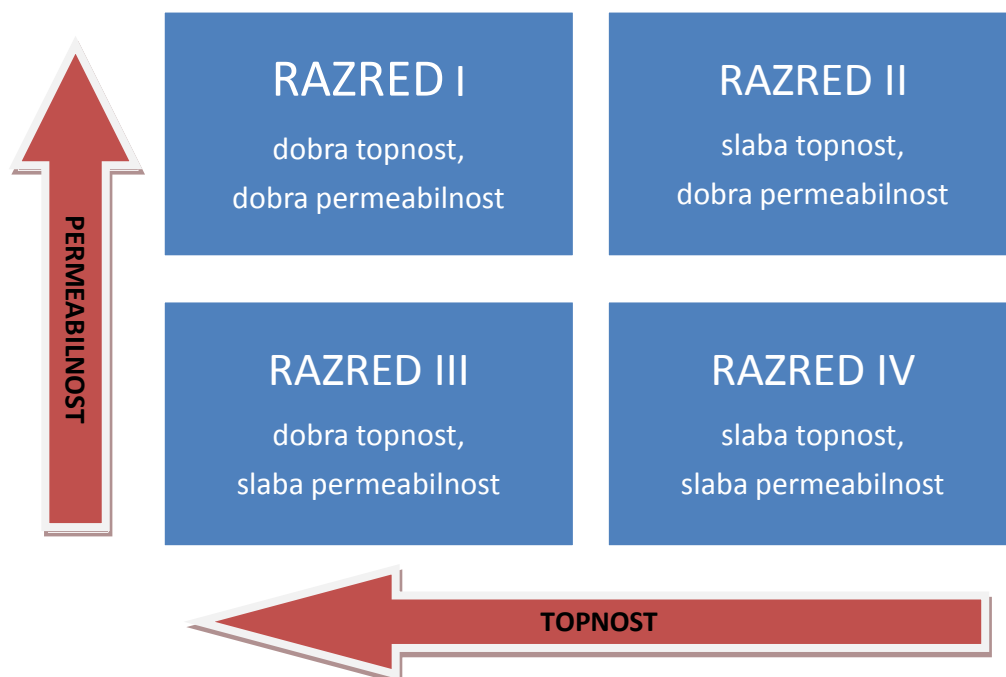 RAZRED I
dobra topnost,
dobra permeabilnost
RAZRED II
slaba topnost,
dobra permeabilnost
PERMEABILNOST
RAZRED III
dobra topnost,
slaba permeabilnost
RAZRED IV
slaba topnost,
slaba permeabilnost
TOPNOST